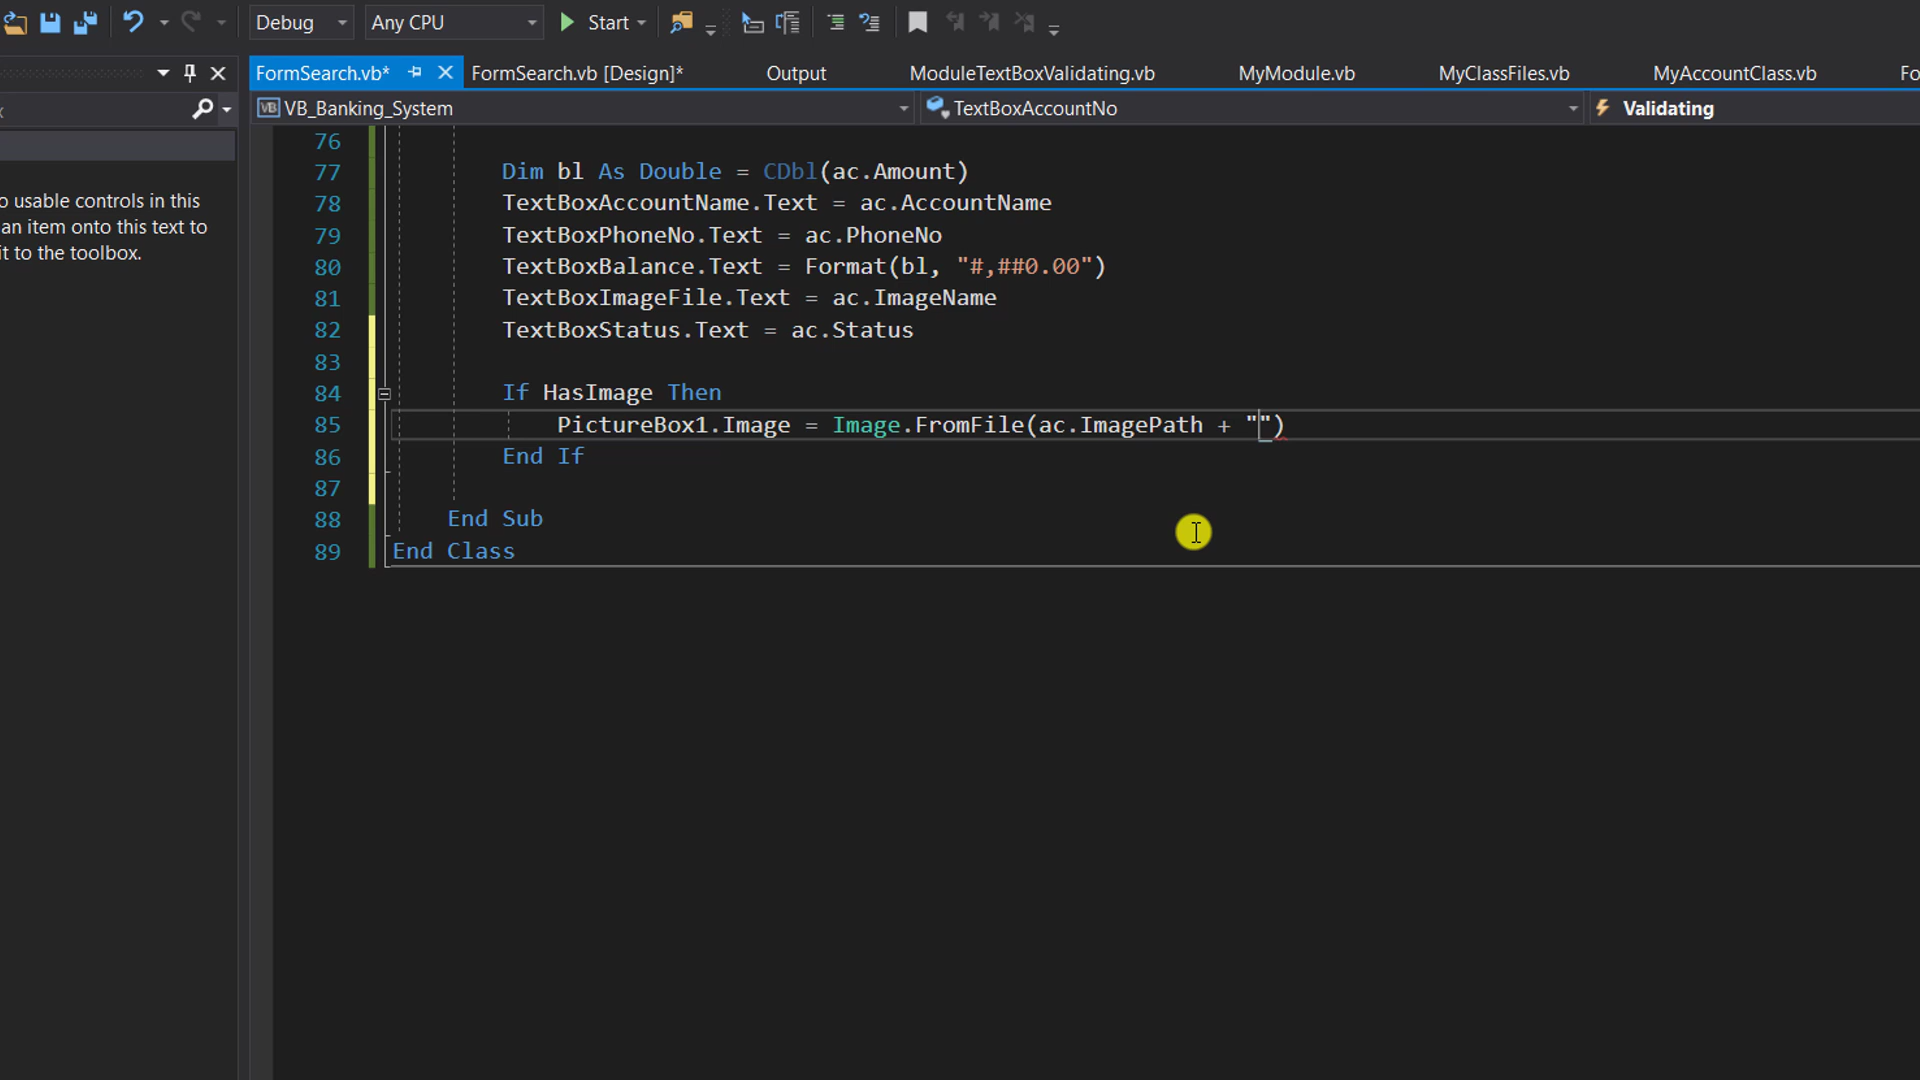 Debug Any CPU Start
FormSearch.vb* FormSearch.vb [Design]* Output ModuleTextBoxValidating.vb MyModule.vb MyClassFiles.vb MyAccountClass.vb Fo
VB VB_Banking_System TextBoxAccountNo Validating
o usable controls in this
an item onto this text to
it to the toolbox.
76
77 Dim bl As Double = CDbl(ac.Amount)
78 TextBoxAccountName.Text = ac.AccountName
79 TextBoxPhoneNo.Text = ac.PhoneNo
80 TextBoxBalance.Text = Format(bl, "#,##0.00")
81 TextBoxImageFile.Text = ac.ImageName
82 TextBoxStatus.Text = ac.Status
83
84 If HasImage Then
85 PictureBox1.Image = Image.FromFile(ac.ImagePath + "")
86 End If
87
88 End Sub
89 End Class